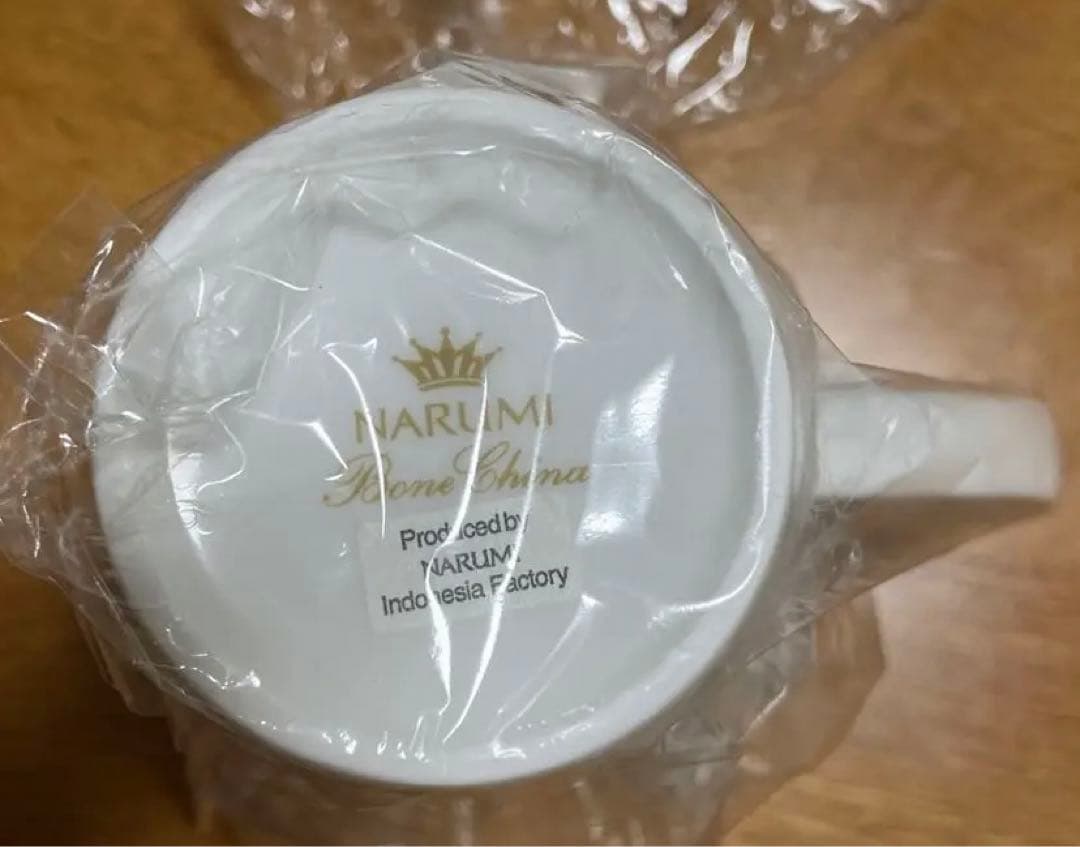 NARUMI
Bone China
Produced by
NARUMI
Indonesia Factory